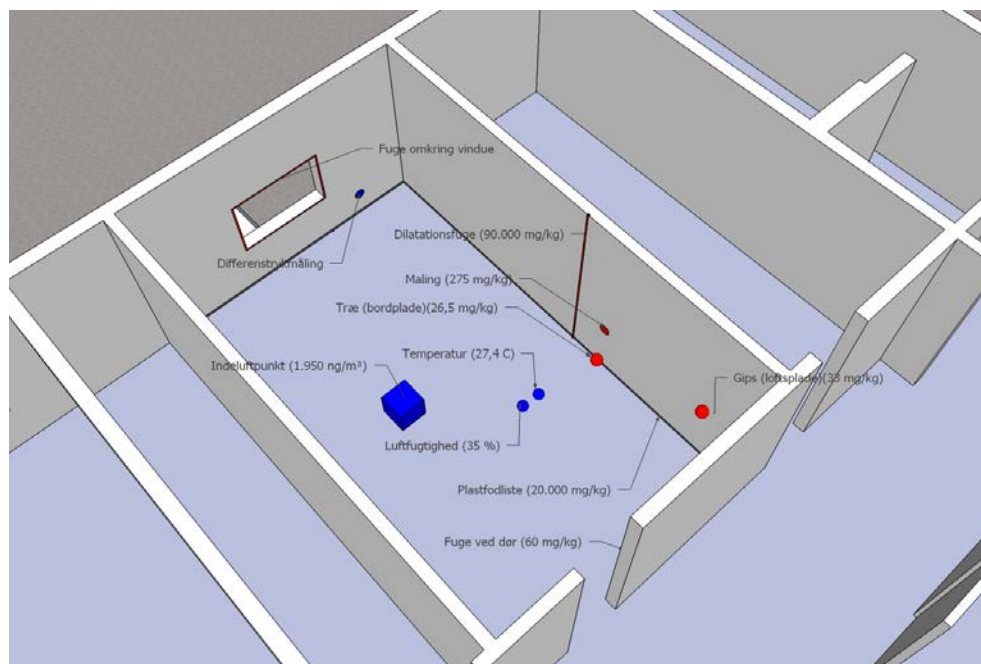 Fuge omkring vindue
Dilatationsfuge (90.000 mg/kg)
Differenstrykmåling
Maling (275 mg/kg)
Træ (bordplade)(26,5 mg/kg)
Temperatur (27,4 C)
Indeluftpunkt (1.950 ng/m³)
Gips (loftsplade)(33 mg/kg)
Luftfugtighed (35 %)
Plastfodliste (20.000 mg/kg)
Fuge ved dør (60 mg/kg)